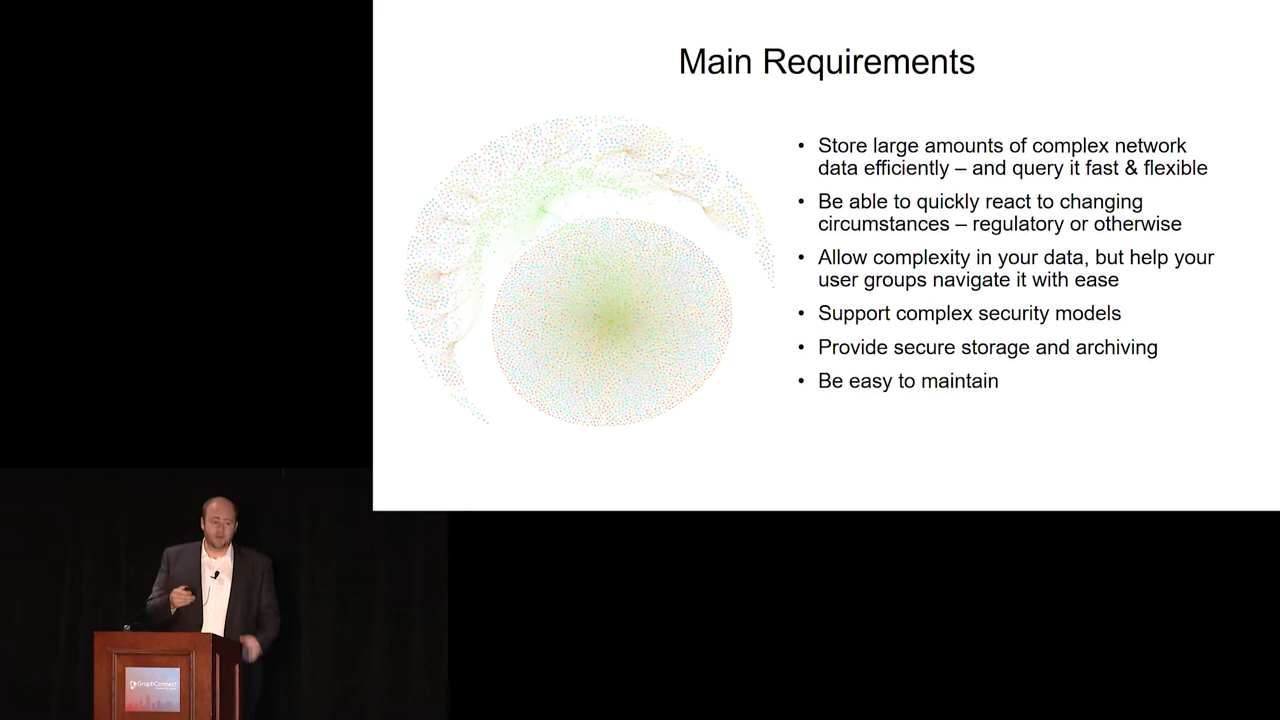 Main Requirements
• Store large amounts of complex network
data efficiently – and query it fast & flexible
• Be able to quickly react to changing
circumstances – regulatory or otherwise
• Allow complexity in your data, but help your
user groups navigate it with ease
• Support complex security models
• Provide secure storage and archiving
• Be easy to maintain
GraphConnect